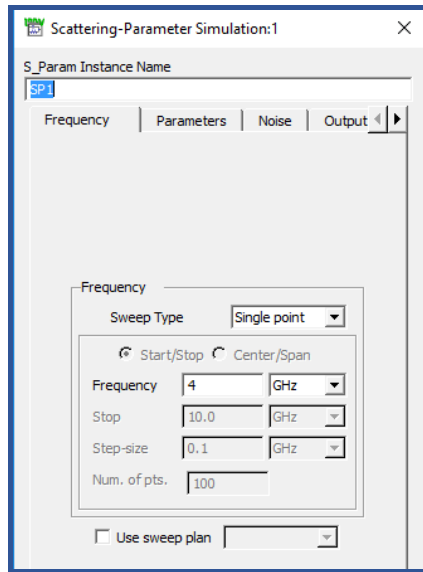 Scattering-Parameter Simulation:1
S_Param Instance Name
SP1
Frequency Parameters Noise Output
Frequency
Sweep Type Single point
Start/Stop Center/Span
Frequency 4 GHz
Stop 10.0 GHz
Step-size 0.1 GHz
Num. of pts. 100
Use sweep plan